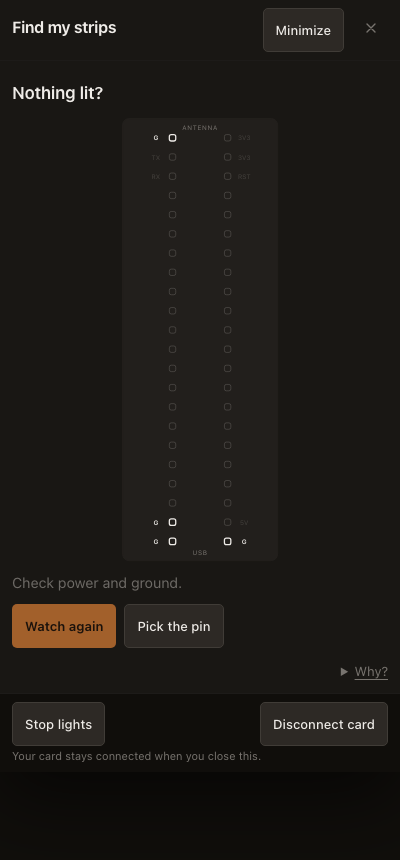 Find my strips
Minimize
Nothing lit?
ANTENNA
G 3V3
TX 3V3
RX RST
G 5V
G G
USB
Check power and ground.
Watch again
Pick the pin
Why?
Stop lights
Disconnect card
Your card stays connected when you close this.